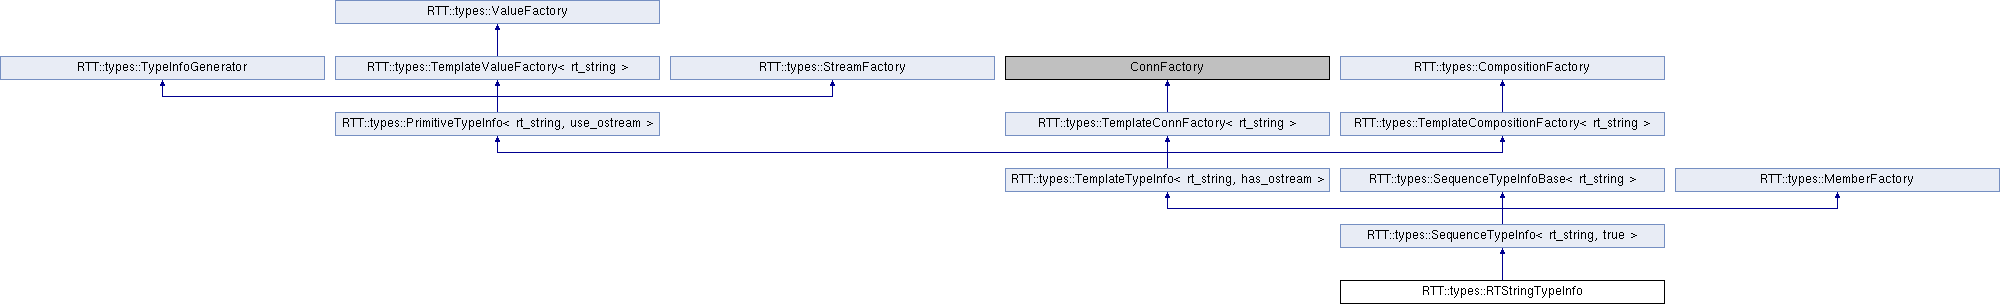 RTT::types::ValueFactory
RTT::types::TypeInfoGenerator
RTT::types::TemplateValueFactory< rt_string >
RTT::types::StreamFactory
ConnFactory
RTT::types::CompositionFactory
RTT::types::PrimitiveTypeInfo< rt_string, use_ostream >
RTT::types::TemplateConnFactory< rt_string >
RTT::types::TemplateCompositionFactory< rt_string >
RTT::types::TemplateTypeInfo< rt_string, has_ostream >
RTT::types::SequenceTypeInfoBase< rt_string >
RTT::types::MemberFactory
RTT::types::SequenceTypeInfo< rt_string, true >
RTT::types::RTStringTypeInfo